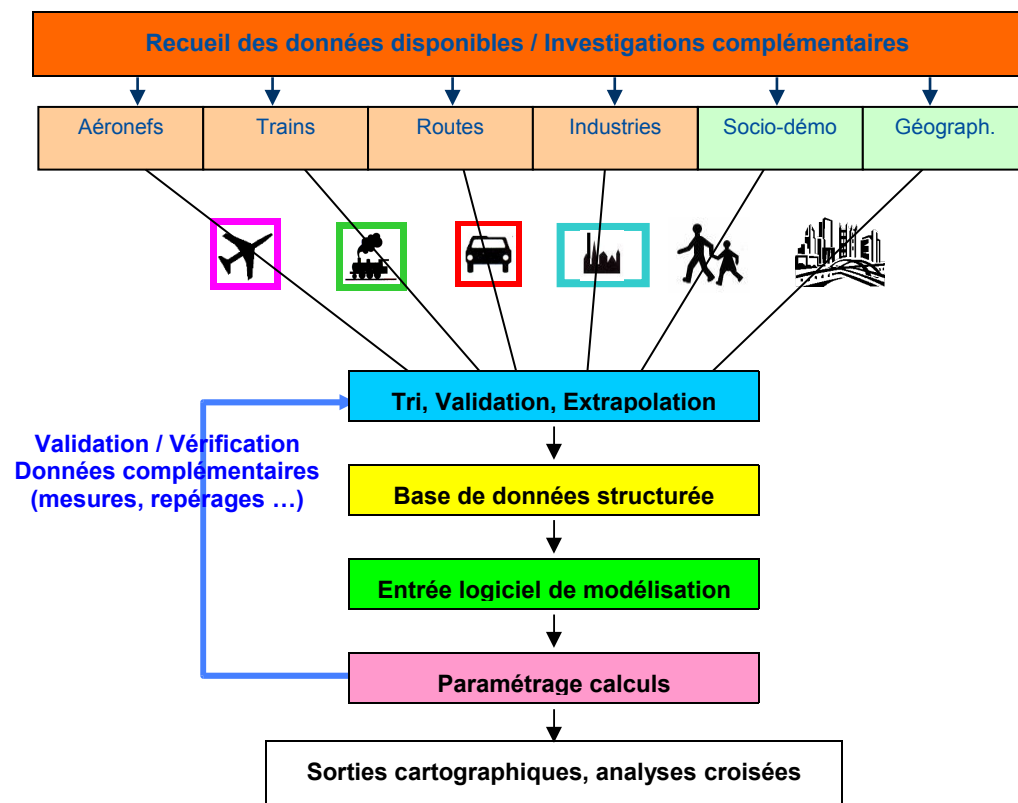 Recueil des données disponibles / Investigations complémentaires
Aéronefs
Trains
Routes
Industries
Socio-démo
Géograph.
Tri, Validation, Extrapolation
Validation / Vérification
Données complémentaires
(mesures, repérages …)
Base de données structurée
Entrée logiciel de modélisation
Paramétrage calculs
Sorties cartographiques, analyses croisées